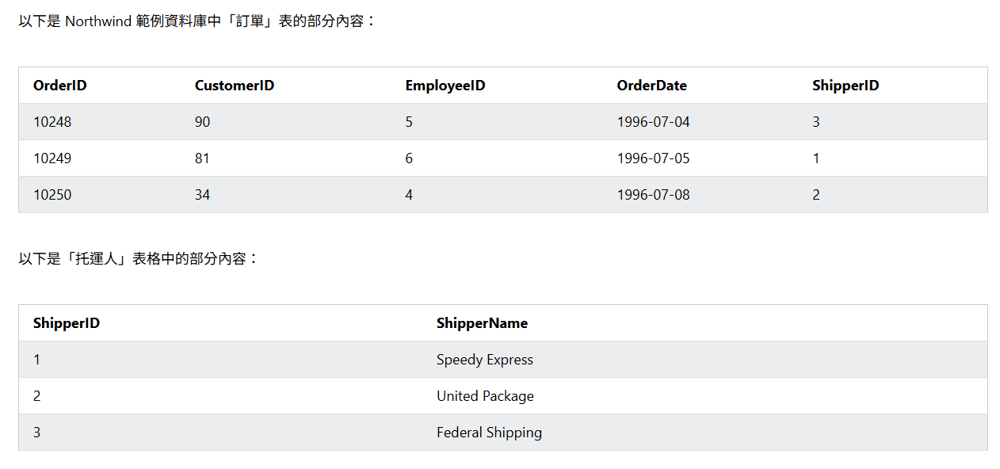 以下是 Northwind 範例資料庫中「訂單」表的部分內容：
OrderID CustomerID EmployeeID OrderDate ShipperID
10248 90 5 1996-07-04 3
10249 81 6 1996-07-05 1
10250 34 4 1996-07-08 2
以下是「托運人」表格中的部分內容：
ShipperID ShipperName
1 Speedy Express
2 United Package
3 Federal Shipping